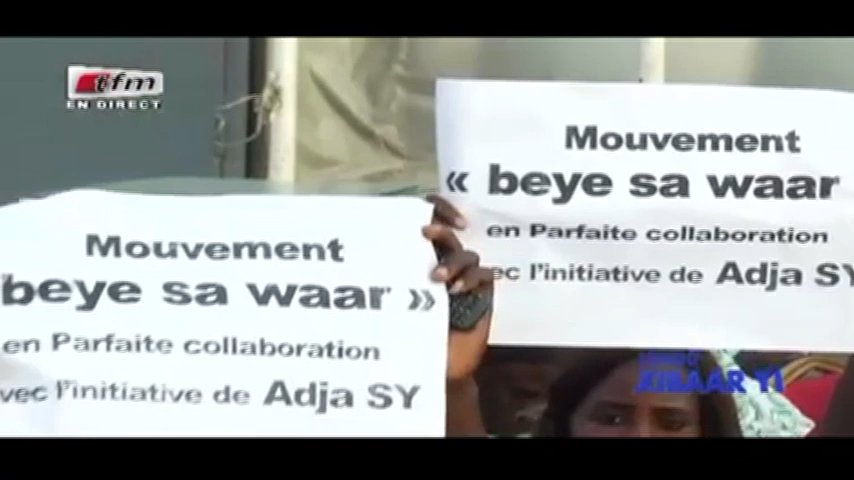 tfm
EN DIRECT
Mouvement
« beye sa waar
en Parfaite collaboration
ec l'initiative de Adja SY
Mouvement
beye sa waar »
en Parfaite collaboration
vec l'initiative de Adja SY
XIBAAR YI